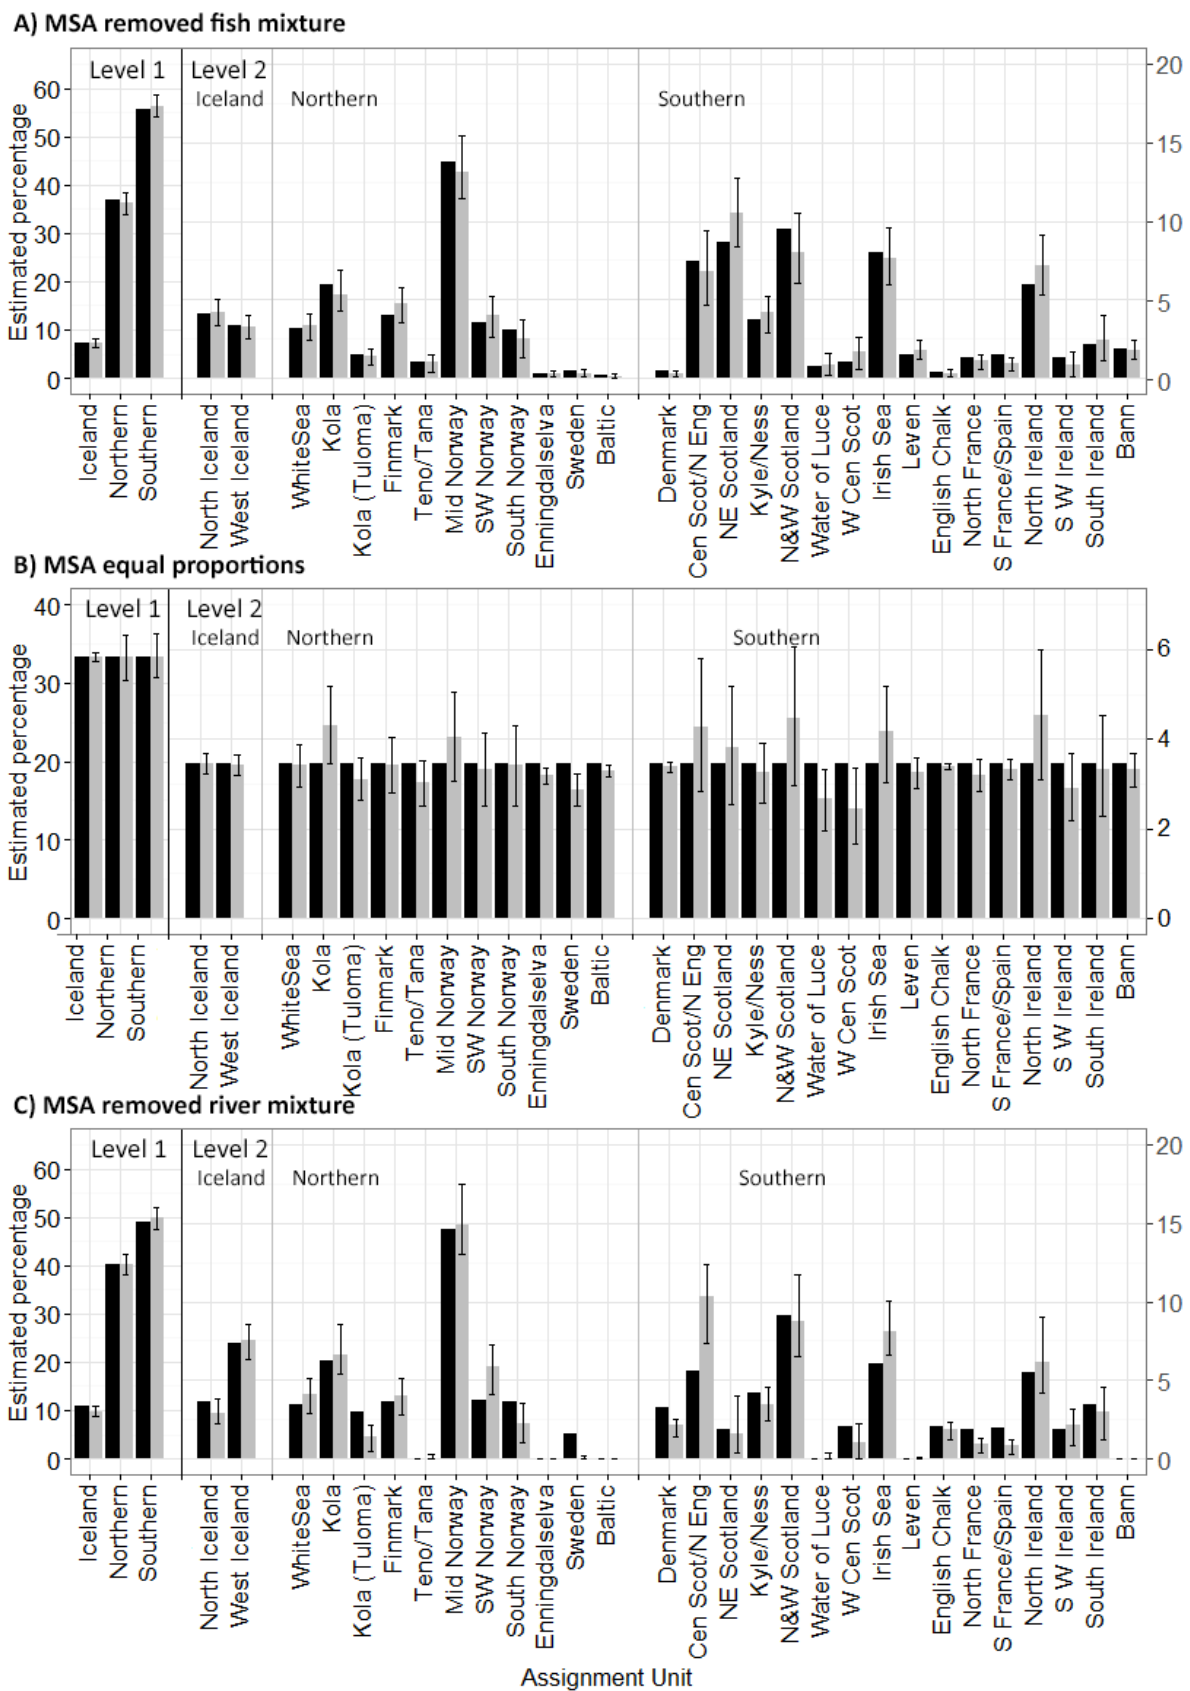 A) MSA removed fish mixture
Level 1 Level 2
Iceland Northern Southern
Estimated percentage
60
50
40
30
20
10
0
20
15
10
5
0
Iceland
Northern
Southern
North Iceland
West Iceland
WhiteSea
Kola
Kola (Tuloma)
Finmark
Teno/Tana
Mid Norway
SW Norway
South Norway
Enningdalselva
Sweden
Baltic
Denmark
Cen Scot/N Eng
NE Scotland
Kyle/Ness
N&W Scotland
Water of Luce
W Cen Scot
Irish Sea
Leven
English Chalk
North France
S France/Spain
North Ireland
S W Ireland
South Ireland
Bann
B) MSA equal proportions
Level 1 Level 2
Iceland Northern Southern
Estimated percentage
40
30
20
10
0
6
4
2
0
Iceland
Northern
Southern
North Iceland
West Iceland
WhiteSea
Kola
Kola (Tuloma)
Finmark
Teno/Tana
Mid Norway
SW Norway
South Norway
Enningdalselva
Sweden
Baltic
Denmark
Cen Scot/N Eng
NE Scotland
Kyle/Ness
N&W Scotland
Water of Luce
W Cen Scot
Irish Sea
Leven
English Chalk
North France
S France/Spain
North Ireland
S W Ireland
South Ireland
Bann
C) MSA removed river mixture
Level 1 Level 2
Iceland Northern Southern
Estimated percentage
60
50
40
30
20
10
0
20
15
10
5
0
Iceland
Northern
Southern
North Iceland
West Iceland
WhiteSea
Kola
Kola (Tuloma)
Finmark
Teno/Tana
Mid Norway
SW Norway
South Norway
Enningdalselva
Sweden
Baltic
Denmark
Cen Scot/N Eng
NE Scotland
Kyle/Ness
N&W Scotland
Water of Luce
W Cen Scot
Irish Sea
Leven
English Chalk
North France
S France/Spain
North Ireland
S W Ireland
South Ireland
Bann
Assignment Unit